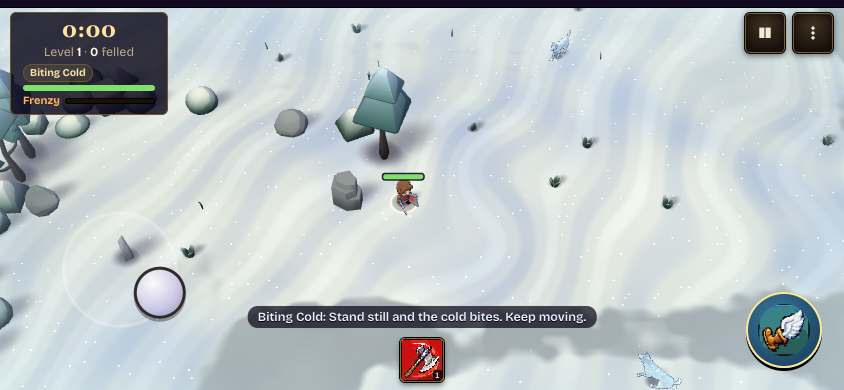 0:00
Level 1 · 0 felled
Biting Cold
Frenzy
Biting Cold: Stand still and the cold bites. Keep moving.
1